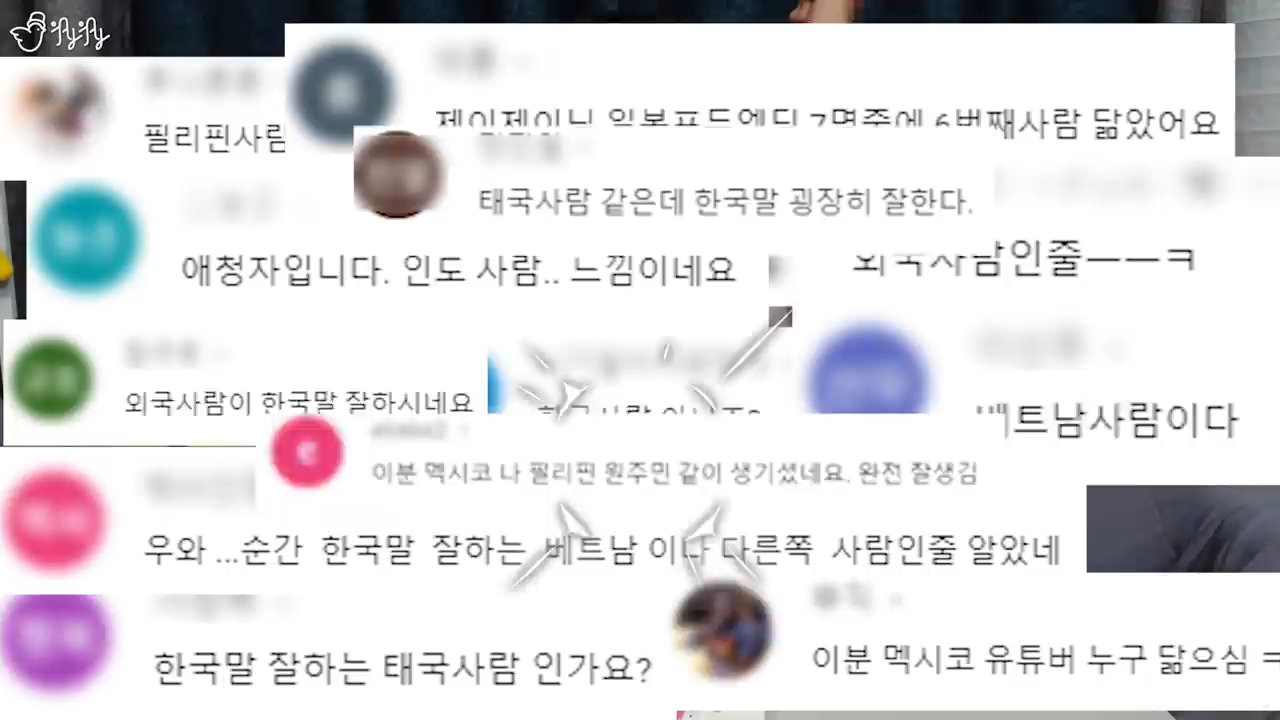 필리핀사람
제이제이님 일본푸드엑딧 7명중에 6번째사람 닮았어요
태국사람 같은데 한국말 굉장히 잘한다.
애청자입니다. 인도 사람.. 느낌이네요
외국사람인줄ㅡㅡㅋ
외국사람이 한국말 잘하시네요
베트남사람이다
이분 멕시코 나 필리핀 원주민 같이 생기셨네요. 완전 잘생김
우와 ...순간 한국말 잘하는 베트남 이나 다른쪽 사람인줄 알았네
한국말 잘하는 태국사람 인가요?
이분 멕시코 유튜버 누구 닮으심